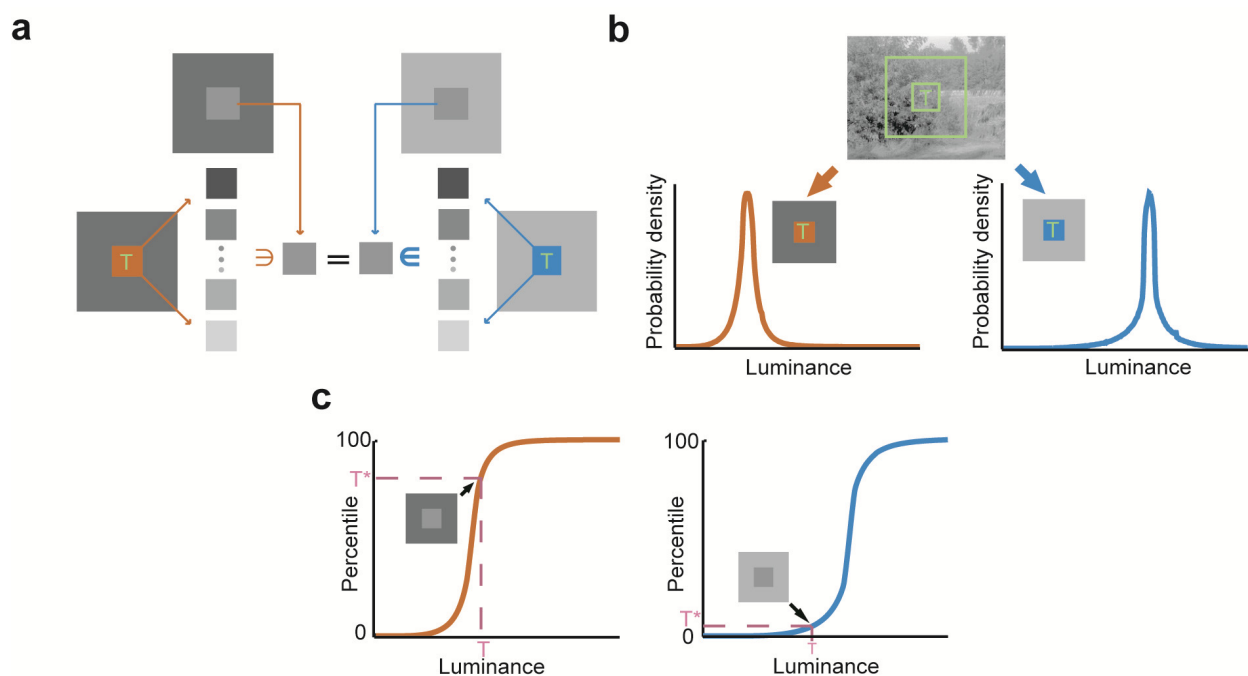 a
T
∋ = ∈
T
b
T
Probability density
T
Luminance
Probability density
T
Luminance
c
100
T*
Percentile
0
T
Luminance
100
Percentile
T*
0
T
Luminance